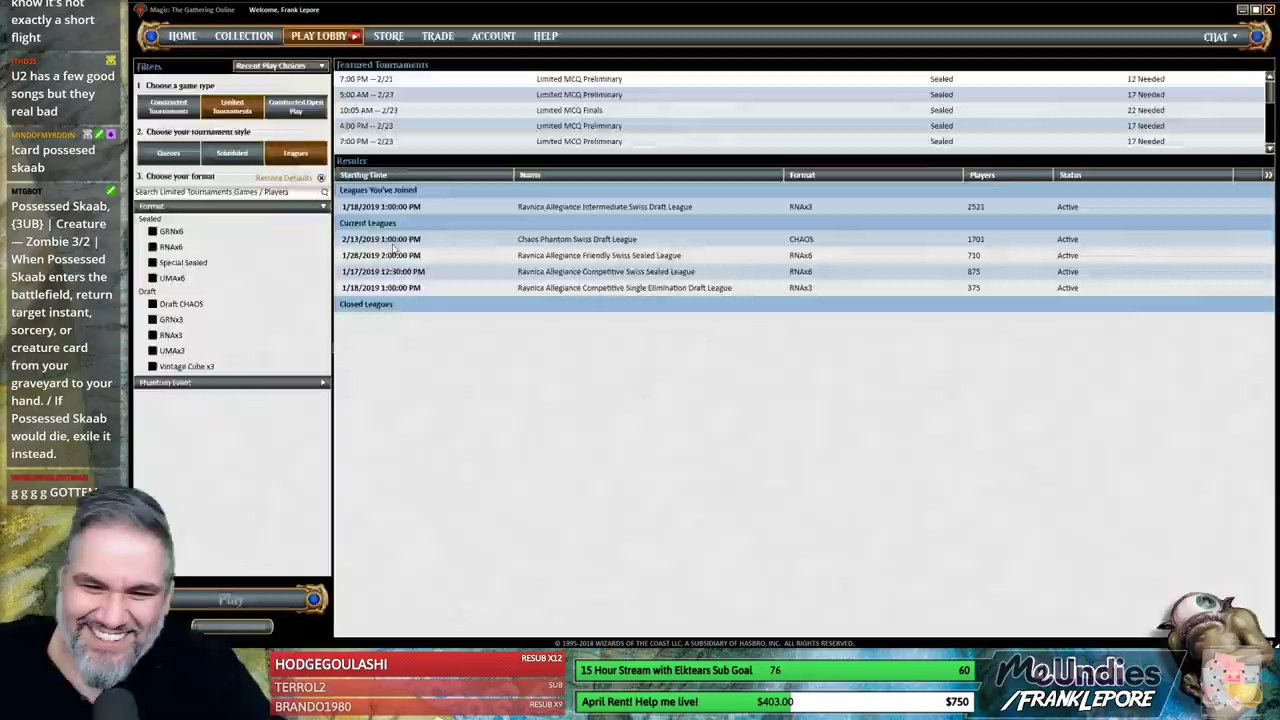 know it's not
exactly a short
flight
U2 has a few good
songs but they
real bad
MINDOFMYRDDIN
!card possesed
skaab
MTGBOT
Possessed Skaab,
{3UB} | Creature
— Zombie 3/2 |
When Possessed
Skaab enters the
battlefield, return
target instant,
sorcery, or
creature card
from your
graveyard to your
hand. / If
Possessed Skaab
would die, exile it
instead.
g g g g GOTTEM
Magic: The Gathering Online Welcome, Frank Lepore
HOME COLLECTION PLAY LOBBY STORE TRADE ACCOUNT HELP CHAT
Filters Recent Play Choices
1 Choose a game type
Constructed Tournaments Limited Tournaments Constructed Open Play
2. Choose your tournament style
Queues Scheduled Leagues
3. Choose your format Restore Defaults
Search Limited Tournaments Games / Players
Format
Sealed
GRNx6
RNAx6
Special Sealed
UMAx6
Draft
Draft CHAOS
GRNx3
RNAx3
UMAx3
Vintage Cube x3
Phantom Event
Play
Featured Tournaments
7:00 PM -- 2/21 Limited MCQ Preliminary Sealed 12 Needed
5:00 AM -- 2/23 Limited MCQ Preliminary Sealed 17 Needed
10:05 AM -- 2/23 Limited MCQ Finals Sealed 22 Needed
4:00 PM -- 2/23 Limited MCQ Preliminary Sealed 17 Needed
7:00 PM -- 2/23 Limited MCQ Preliminary Sealed 17 Needed
Regular
Starting Time Name Format Players Status
Leagues You've Joined
1/18/2019 1:00:00 PM Ravnica Allegiance Intermediate Swiss Draft League RNAx3 2521 Active
Current Leagues
2/13/2019 1:00:00 PM Chaos Phantom Swiss Draft League CHAOS 1701 Active
1/28/2019 2:00:00 PM Ravnica Allegiance Friendly Swiss Sealed League RNAx6 710 Active
1/17/2019 12:30:00 PM Ravnica Allegiance Competitive Swiss Sealed League RNAx6 875 Active
1/18/2019 1:00:00 PM Ravnica Allegiance Competitive Single Elimination Draft League RNAx3 375 Active
Closed Leagues
© 1995-2018 WIZARDS OF THE COAST LLC, A SUBSIDIARY OF HASBRO, INC. ALL RIGHTS RESERVED.
HODGEGOULASHI RESUB X12
TERROL2 SUB
BRANDO1980 RESUB X9
15 Hour Stream with Elktears Sub Goal 76 60
April Rent! Help me live! $403.00 $750
MeUndies
/FRANKLEPORE